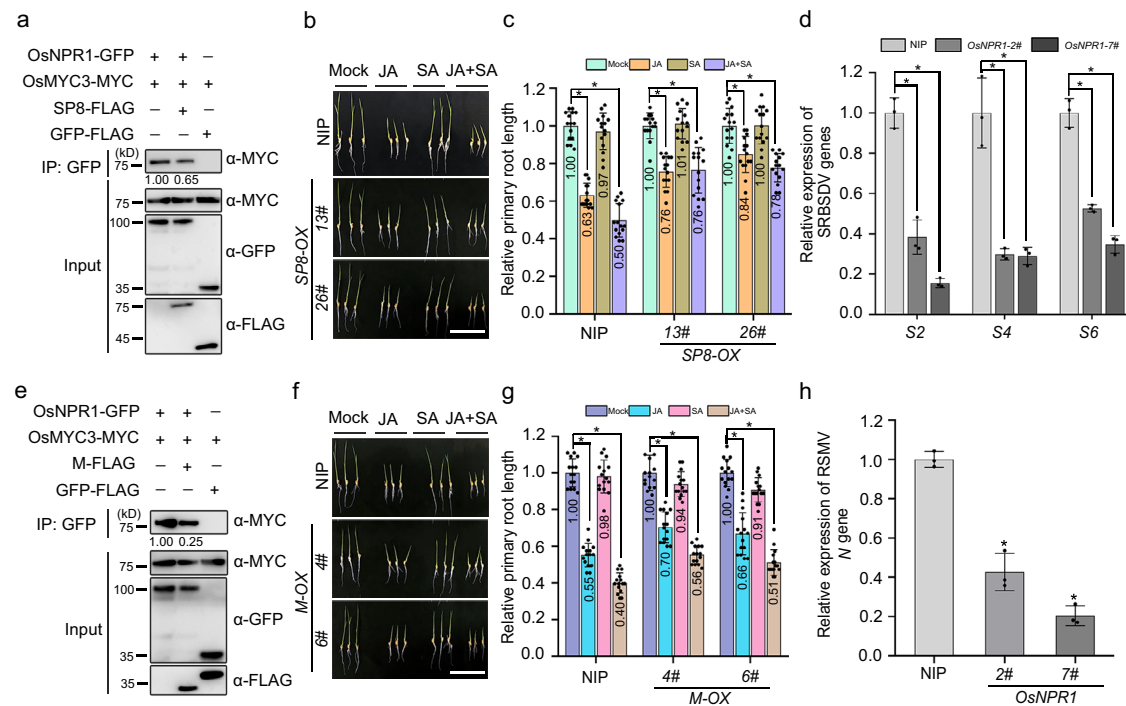 a
OsNPR1-GFP + + –
OsMYC3-MYC + + +
SP8-FLAG – + –
GFP-FLAG – – +
(kD)
IP: GFP 75 α-MYC
1.00 0.65
75 α-MYC
100
α-GFP
Input
35
75
α-FLAG
45
b
Mock JA SA JA+SA
NIP
13#
26#
SP8-OX
c
Mock JA SA JA+SA
Relative primary root length
1.2
1.0
0.8
0.6
0.4
0.2
0.0
* * * * * *
1.00 0.63 0.97 0.50
1.00 0.76 1.01 0.76
1.00 0.84 1.00 0.78
NIP 13# 26#
SP8-OX
d
NIP OsNPR1-2# OsNPR1-7#
Relative expression of
SRBSDV genes
1.2
1.0
0.8
0.6
0.4
0.2
0.0
* * * * * *
S2 S4 S6
e
OsNPR1-GFP + + –
OsMYC3-MYC + + +
M-FLAG – + –
GFP-FLAG – – +
(kD)
IP: GFP 75 α-MYC
1.00 0.25
75 α-MYC
100
α-GFP
Input
35
35 α-FLAG
f
Mock JA SA JA+SA
NIP
4#
6#
M-OX
g
Mock JA SA JA+SA
Relative primary root length
1.2
1.0
0.8
0.6
0.4
0.2
0.0
* * * * * *
1.00 0.55 0.98 0.40
1.00 0.70 0.94 0.56
1.00 0.66 0.91 0.51
NIP 4# 6#
M-OX
h
Relative expression of RSMV
N gene
1.2
1.0
0.8
0.6
0.4
0.2
0.0
* *
NIP 2# 7#
OsNPR1